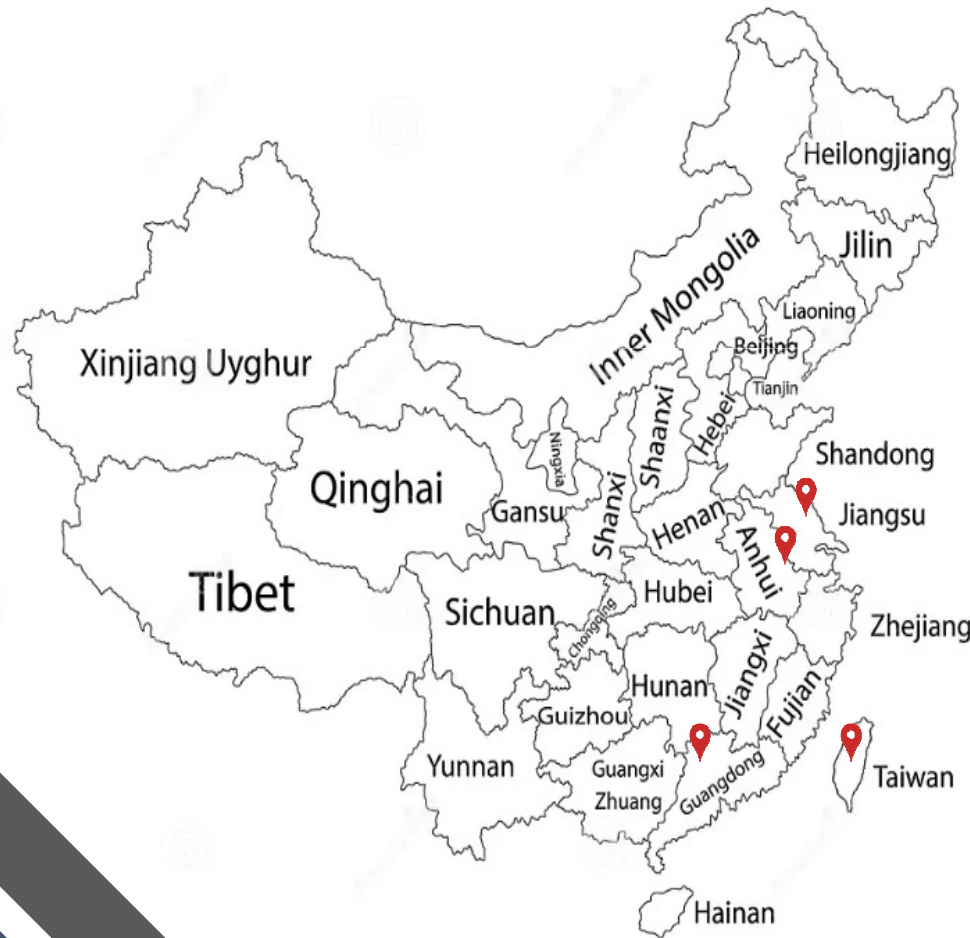 Heilongjiang
Jilin
Inner Mongolia
Liaoning
Beijing
Xinjiang Uyghur
Tianjin
Hebei
Shaanxi
Ningxia
Shandong
Qinghai
Gansu
Shanxi
Henan
Jiangsu
Anhui
Tibet
Sichuan
Chongqing
Hubei
Zhejiang
Hunan
Jiangxi
Fujian
Guizhou
Yunnan
Guangxi
Zhuang
Guangdong
Taiwan
Hainan